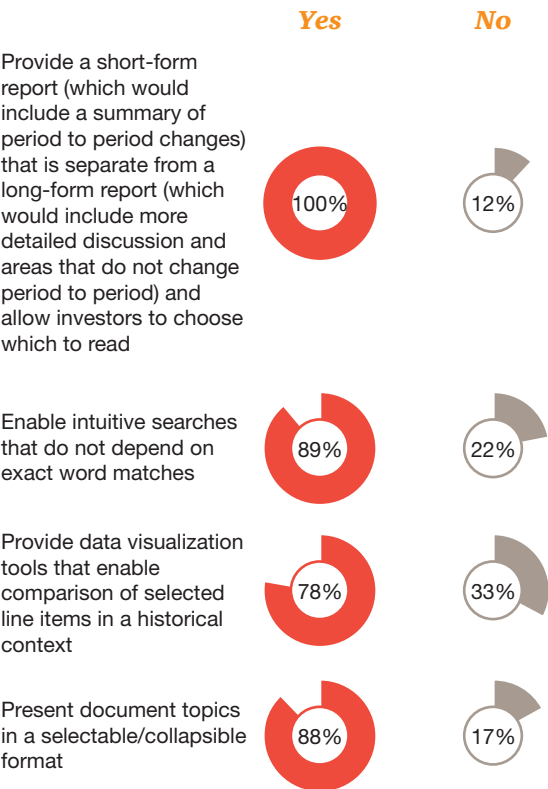 Yes No
Provide a short-form
report (which would
include a summary of
period to period changes)
that is separate from a
long-form report (which
would include more
detailed discussion and
areas that do not change
period to period) and
allow investors to choose
which to read
100% 12%
Enable intuitive searches
that do not depend on
exact word matches
89% 22%
Provide data visualization
tools that enable
comparison of selected
line items in a historical
context
78% 33%
Present document topics
in a selectable/collapsible
format
88% 17%